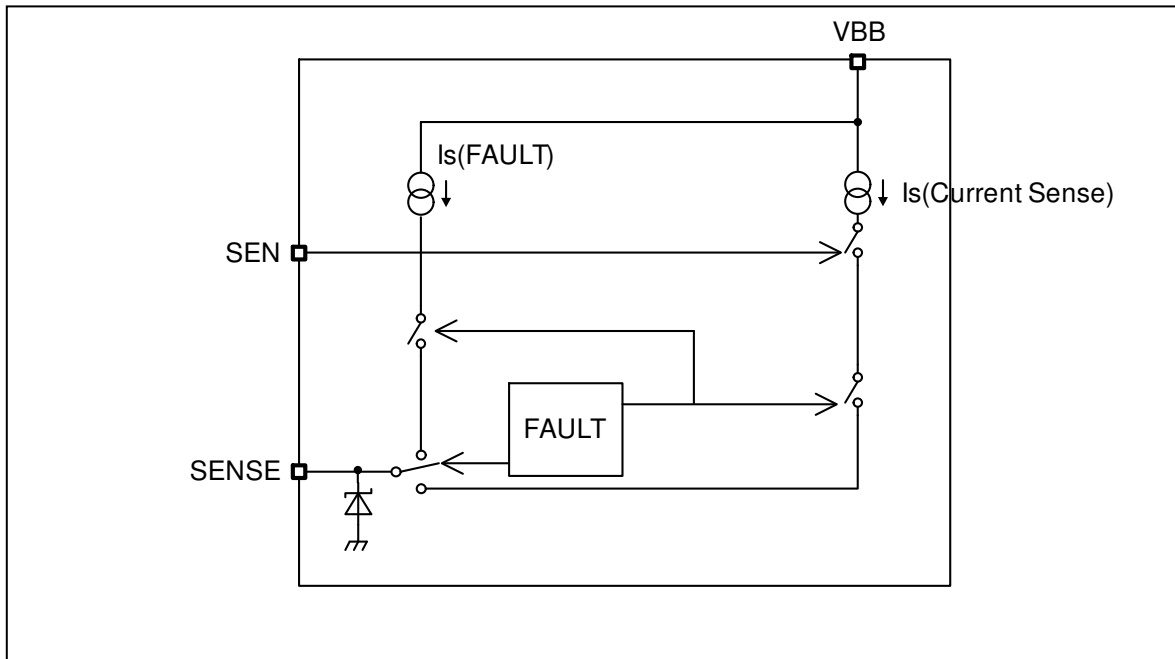 VBB
Is(FAULT)
Is(Current Sense)
SEN
FAULT
SENSE